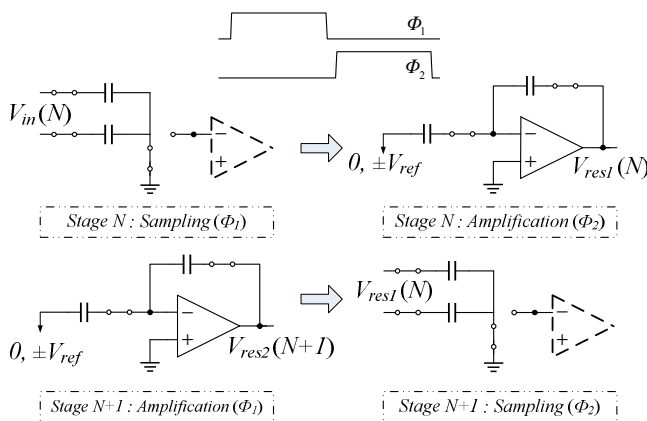 Φ1
Φ2
Vin(N)
−
+
0, ±Vref
−
+
Vres1(N)
Stage N : Sampling (Φ1)
Stage N : Amplification (Φ2)
0, ±Vref
−
+
Vres2(N+1)
Vres1(N)
−
+
Stage N+1 : Amplification (Φ1)
Stage N+1 : Sampling (Φ2)